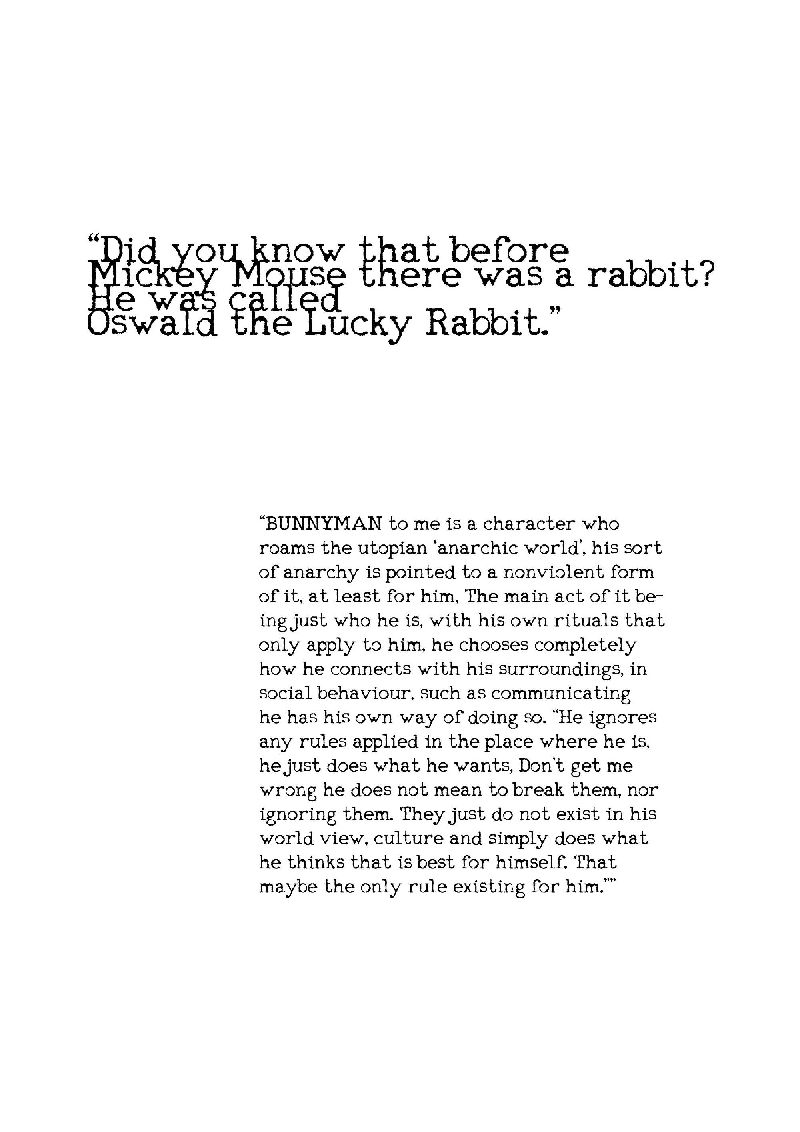 “Did you know that before
Mickey Mouse there was a rabbit?
He was called
Oswald the Lucky Rabbit.”
“BUNNYMAN to me is a character who
roams the utopian ‘anarchic world’, his sort
of anarchy is pointed to a nonviolent form
of it, at least for him, The main act of it be-
ing just who he is, with his own rituals that
only apply to him. he chooses completely
how he connects with his surroundings, in
social behaviour, such as communicating
he has his own way of doing so. “He ignores
any rules applied in the place where he is,
he just does what he wants, Don’t get me
wrong he does not mean to break them, nor
ignoring them. They just do not exist in his
world view, culture and simply does what
he thinks that is best for himself. That
maybe the only rule existing for him.””